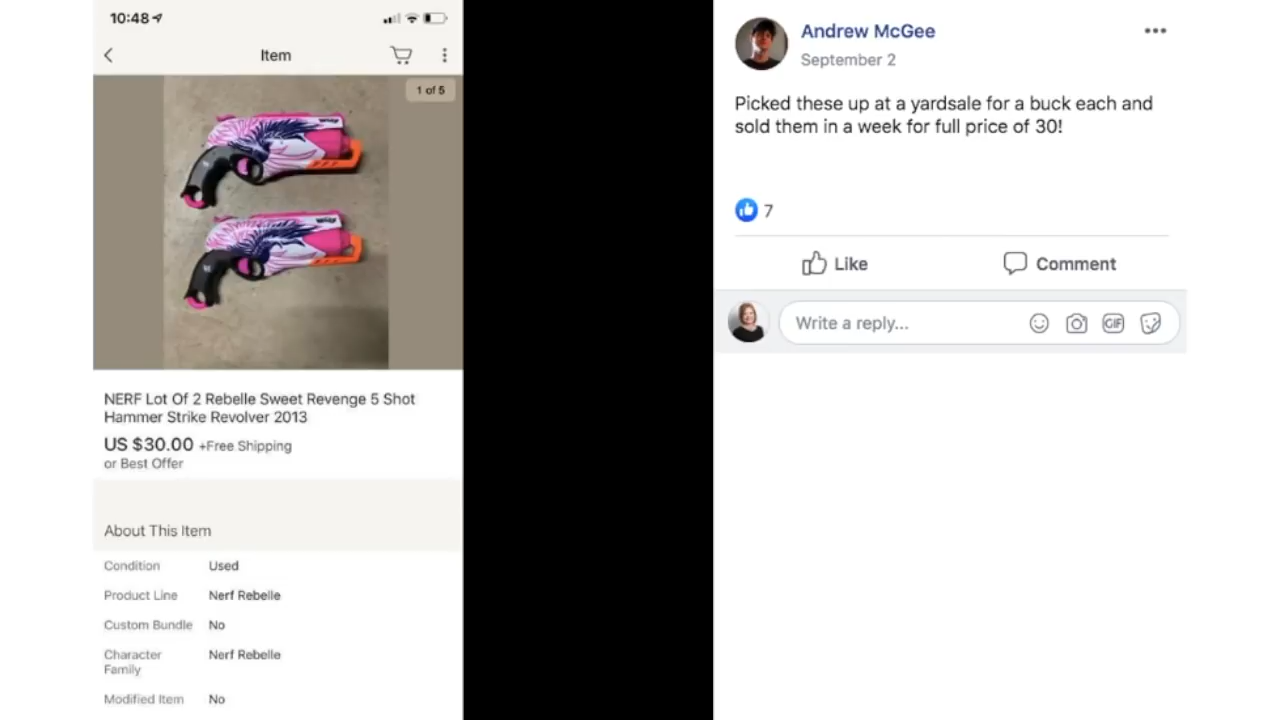 10:48
Item
1 of 5
NERF Lot Of 2 Rebelle Sweet Revenge 5 Shot
Hammer Strike Revolver 2013
US $30.00 +Free Shipping
or Best Offer
About This Item
Condition Used
Product Line Nerf Rebelle
Custom Bundle No
Character Nerf Rebelle
Family
Modified Item No
Andrew McGee
September 2
Picked these up at a yardsale for a buck each and
sold them in a week for full price of 30!
7
Like Comment
Write a reply...
GIF